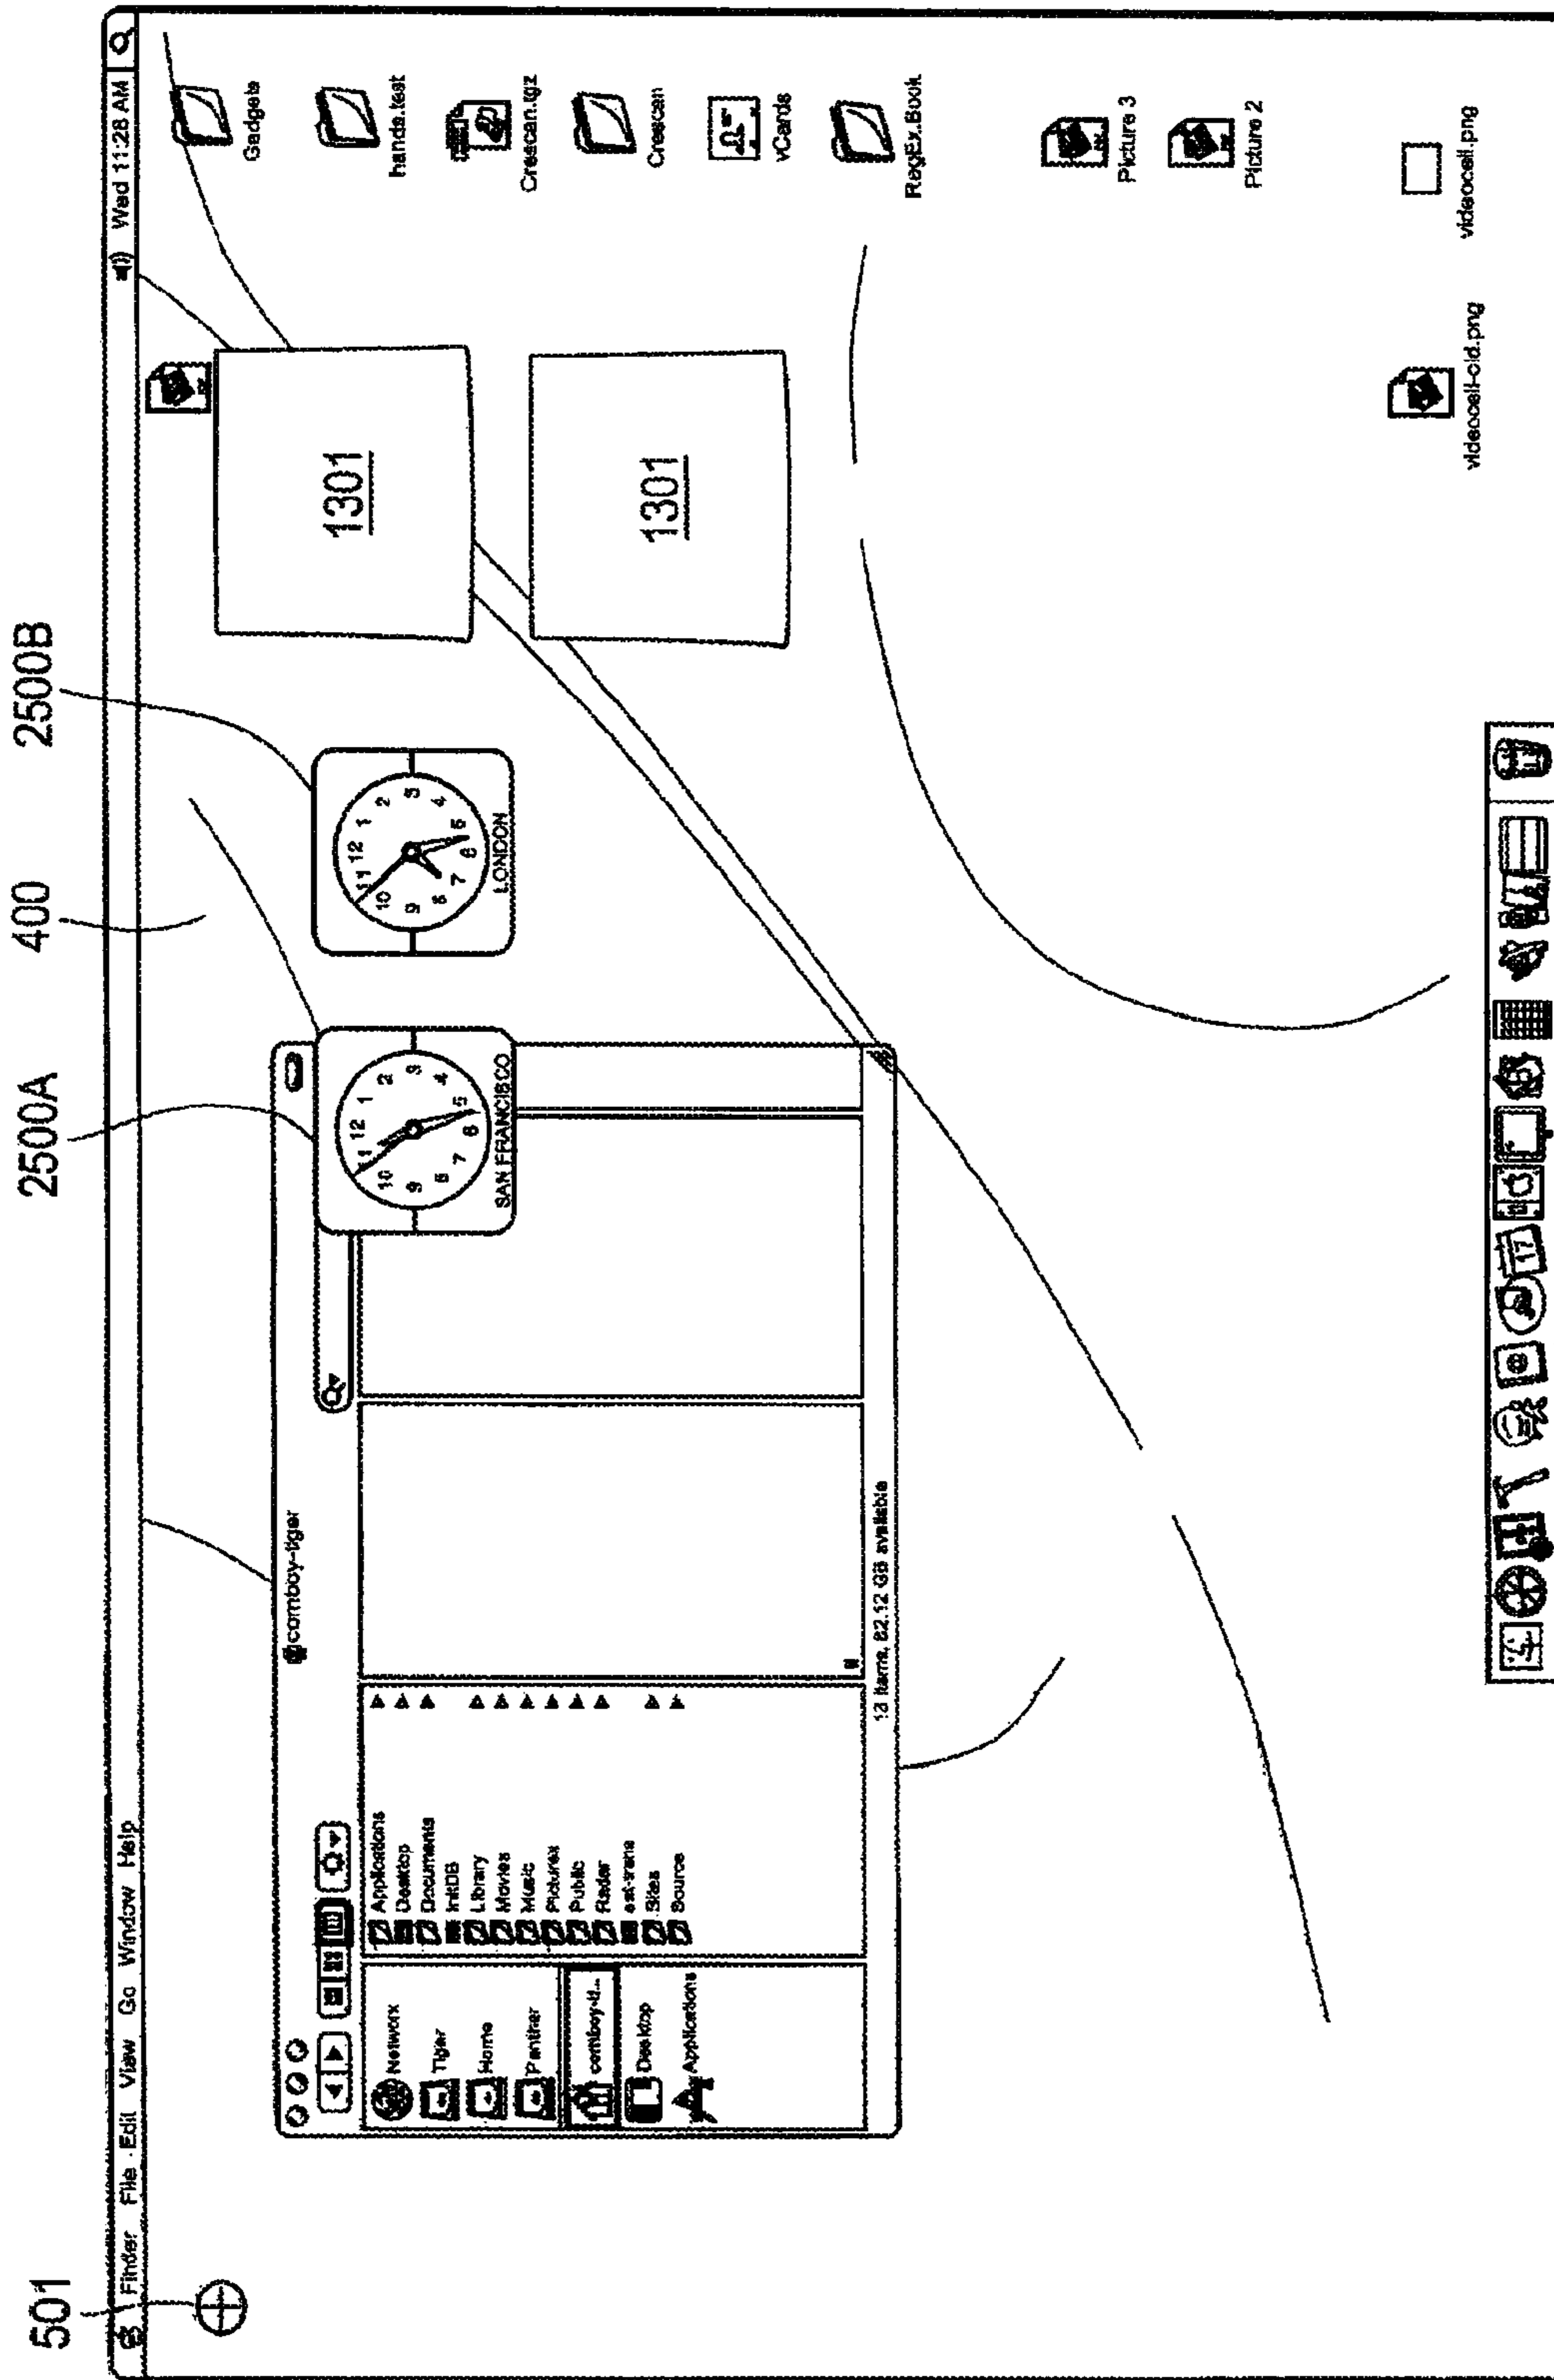 501
2500A
400
2500B
Finder File Edit View Go Window Help
Wed 11:28 AM
comboy-tiger
Network
Tiger
Home
Panther
comboy-ti...
Desktop
Applications
Applications
Desktop
Documents
InitDB
Library
Movies
Music
Pictures
Public
Radar
Sites
Source
13 items, 82.12 GB available
11 12 1
10 2
9 3
8 4
7 6 5
SAN FRANCISCO
11 12 1
10 2
9 3
8 4
7 6 5
LONDON
1301
1301
Gadgets
hands.test
Crescan.tgz
Crescan
vCards
RegEx.Book
Picture 3
Picture 2
videocell.png
videocell-old.png
17